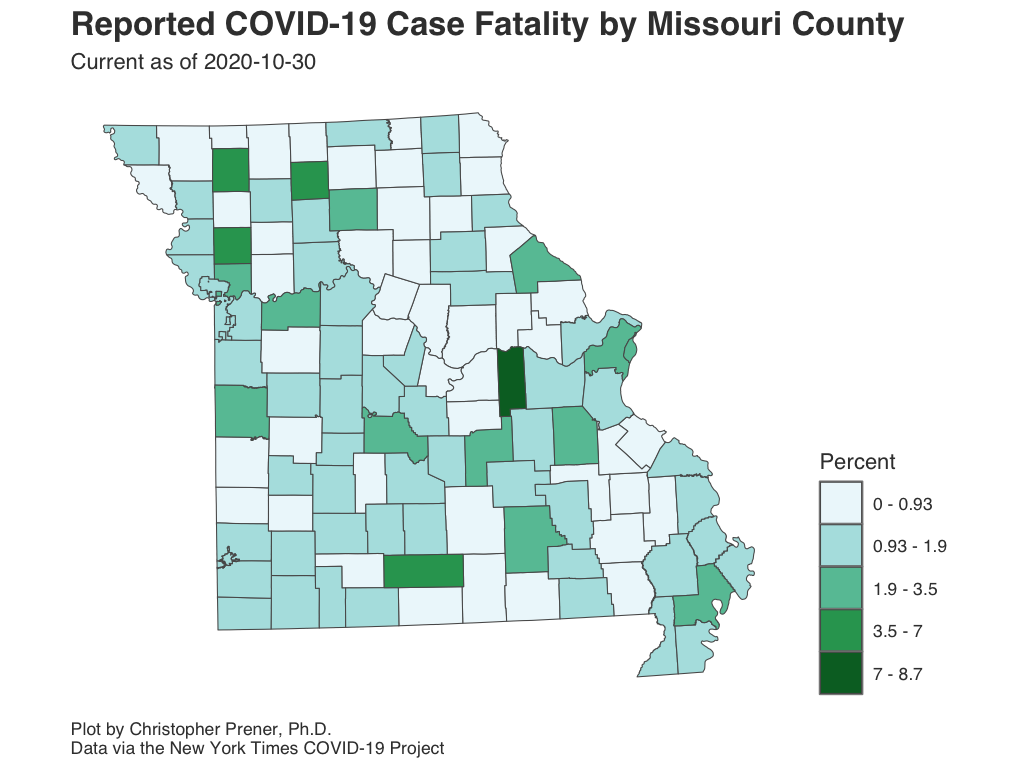 Reported COVID-19 Case Fatality by Missouri County
Current as of 2020-10-30
Percent
0 - 0.93
0.93 - 1.9
1.9 - 3.5
3.5 - 7
7 - 8.7
Plot by Christopher Prener, Ph.D.
Data via the New York Times COVID-19 Project